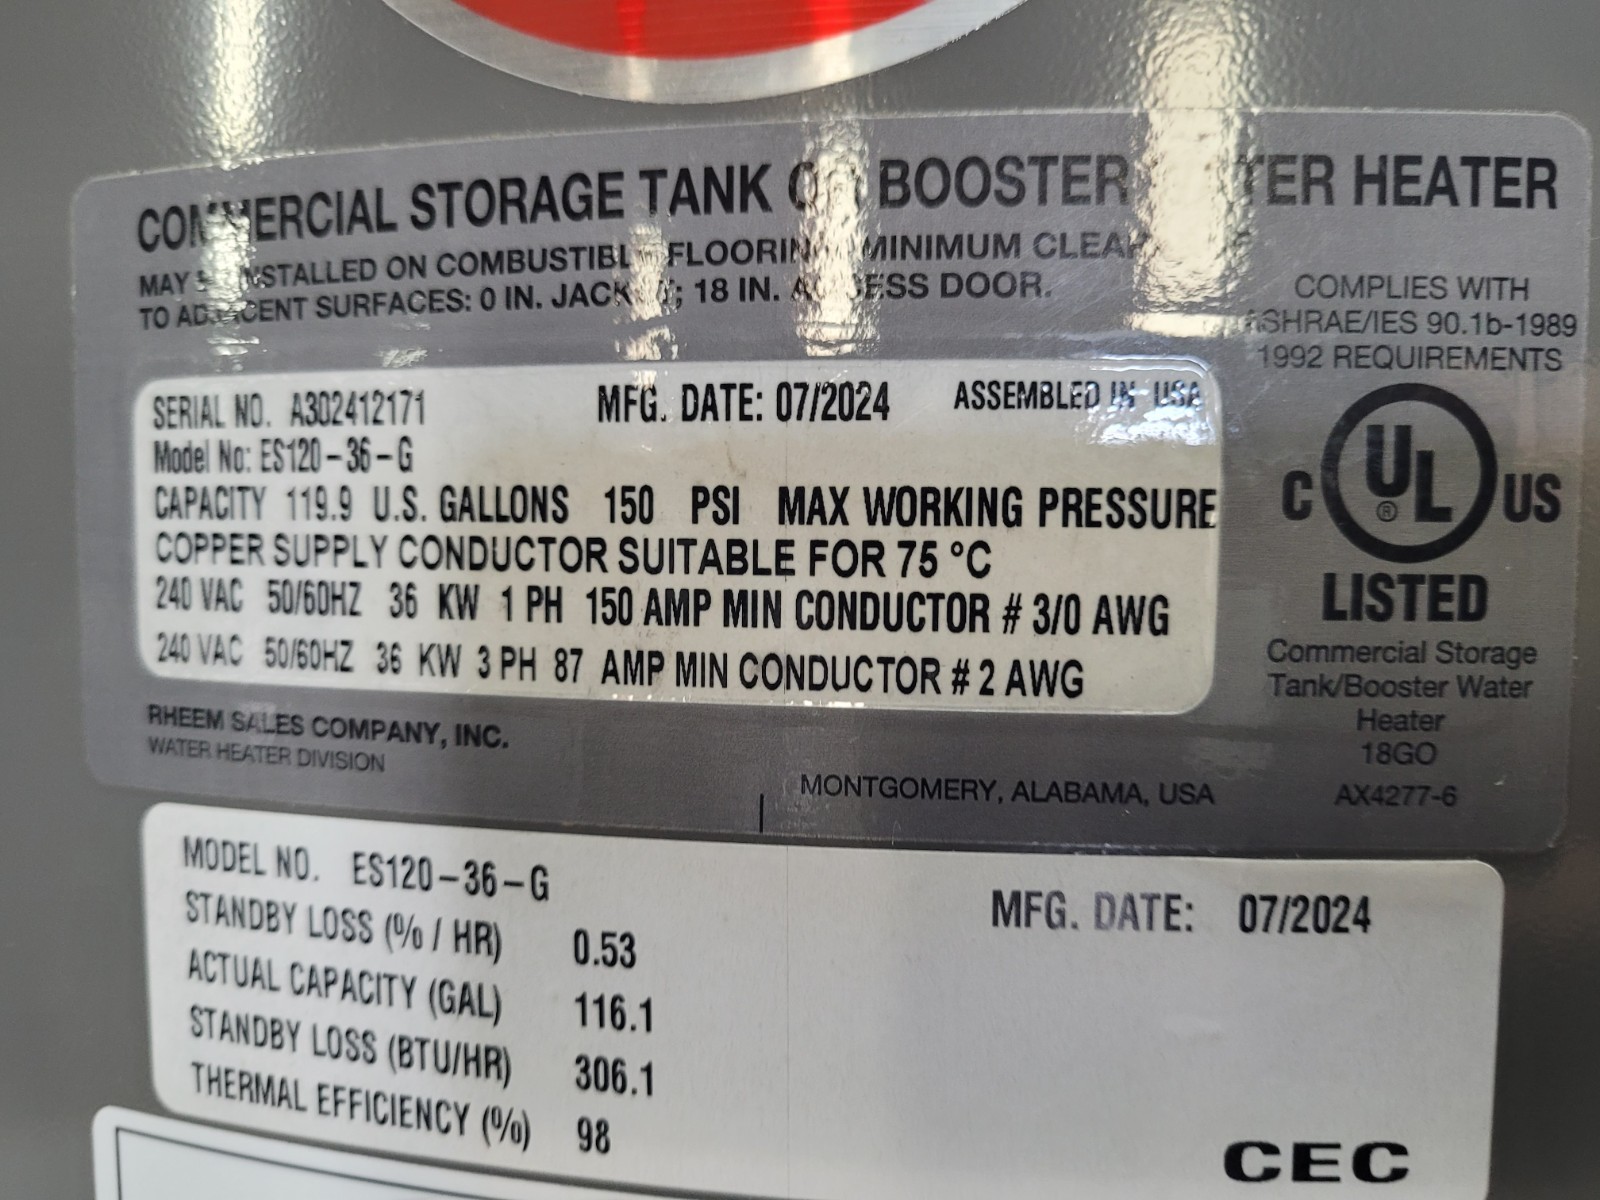 COMMERCIAL STORAGE TANK OR BOOSTER HEATER
MAY INSTALLED ON COMBUSTIBLE FLOORING MINIMUM
TO ADJACENT SURFACES: 0 IN. 18 IN. ACCESS DOOR.
COMPLIES WITH
ASHRAE/IES 90.1b-1989
1992 REQUIREMENTS
SERIAL NO. A302412171 MFG. DATE: 07/2024 ASSEMBLED IN USA
Model No: ES120-36-G
CAPACITY 119.9 U.S. GALLONS 150 PSI MAX WORKING PRESSURE
COPPER SUPPLY CONDUCTOR SUITABLE FOR 75 °C
240 VAC 50/60HZ 36 KW 1 PH 150 AMP MIN CONDUCTOR # 3/0 AWG
240 VAC 50/60HZ 36 KW 3 PH 87 AMP MIN CONDUCTOR # 2 AWG
C UL ® US
LISTED
Commercial Storage
Tank/Booster Water
Heater
18GO
AX4277-6
RHEEM SALES COMPANY, INC.
WATER HEATER DIVISION
MONTGOMERY, ALABAMA, USA
MODEL NO. ES120-36-G MFG. DATE: 07/2024
STANDBY LOSS (% / HR) 0.53
ACTUAL CAPACITY (GAL) 116.1
STANDBY LOSS (BTU/HR) 306.1
THERMAL EFFICIENCY (%) 98
CEC